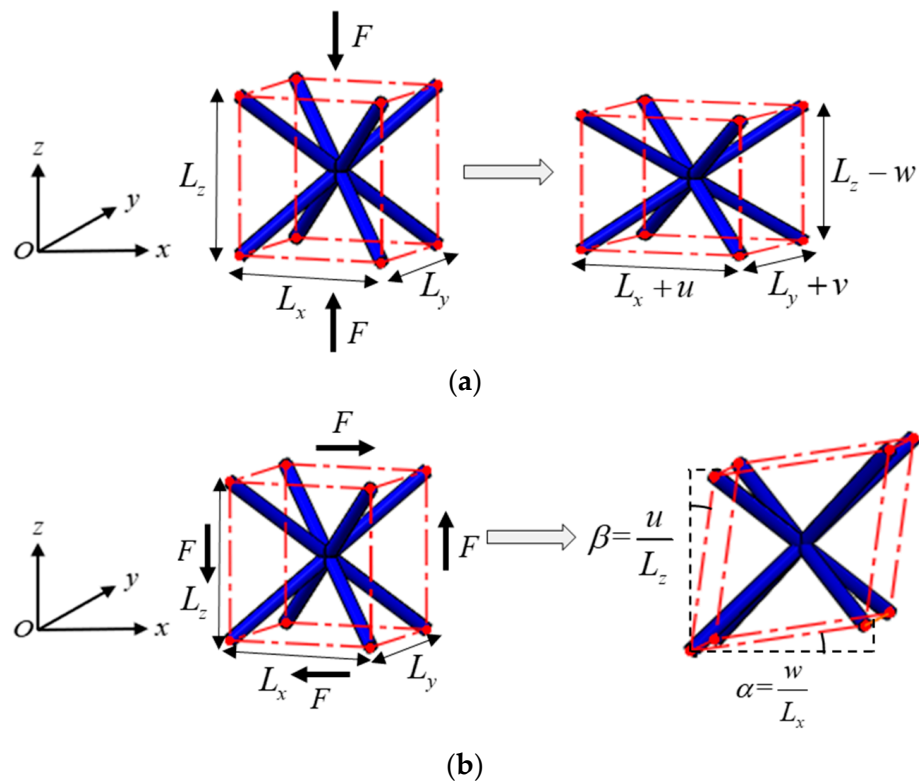 F
z
y
O
x
L_z
L_x
L_y
F
L_z − w
L_x + u
L_y + v
(a)
F
z
y
O
x
F
L_z
F
L_x
F
L_y
β = u/L_z
α = w/L_x
(b)